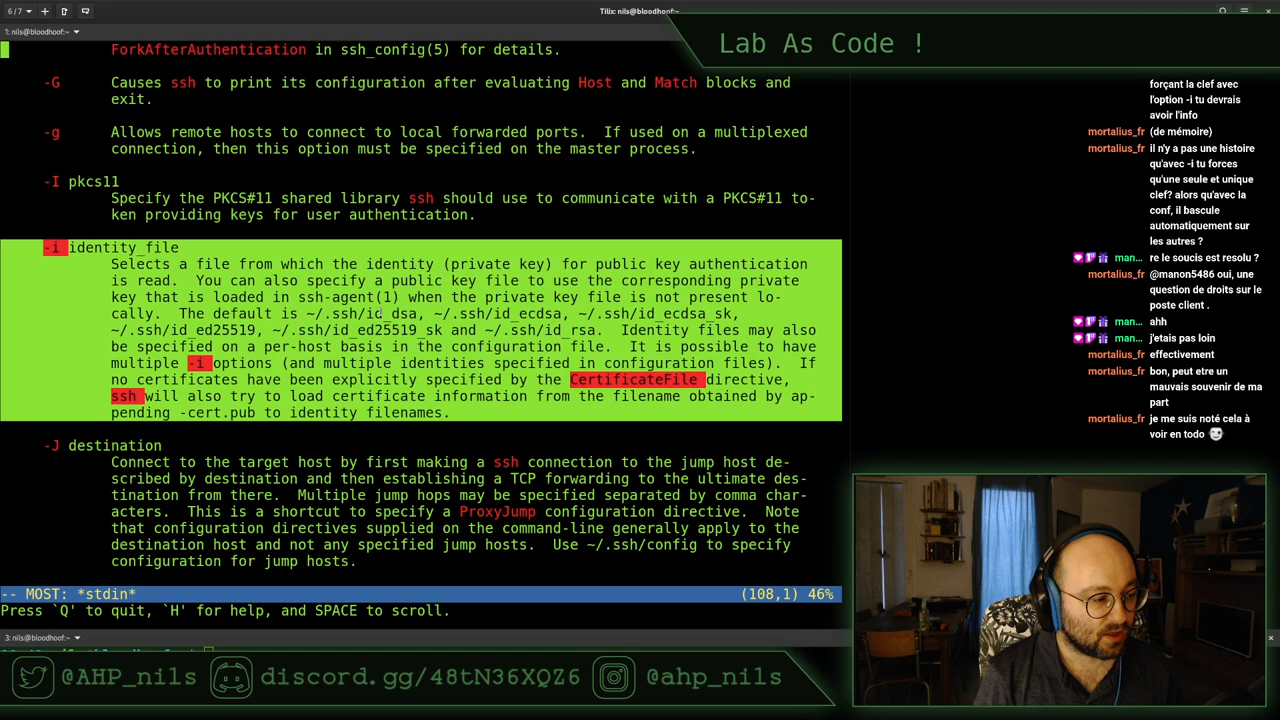 6 / 7
Tilix: nils@bloodhoof:~
1: nils@bloodhoof:~
Lab As Code !
ForkAfterAuthentication in ssh_config(5) for details.
-G Causes ssh to print its configuration after evaluating Host and Match blocks and
exit.
-g Allows remote hosts to connect to local forwarded ports. If used on a multiplexed
connection, then this option must be specified on the master process.
-I pkcs11
Specify the PKCS#11 shared library ssh should use to communicate with a PKCS#11 to-
ken providing keys for user authentication.
-i identity_file
Selects a file from which the identity (private key) for public key authentication
is read. You can also specify a public key file to use the corresponding private
key that is loaded in ssh-agent(1) when the private key file is not present lo-
cally. The default is ~/.ssh/id_dsa, ~/.ssh/id_ecdsa, ~/.ssh/id_ecdsa_sk,
~/.ssh/id_ed25519, ~/.ssh/id_ed25519_sk and ~/.ssh/id_rsa. Identity files may also
be specified on a per-host basis in the configuration file. It is possible to have
multiple -i options (and multiple identities specified in configuration files). If
no certificates have been explicitly specified by the CertificateFile directive,
ssh will also try to load certificate information from the filename obtained by ap-
pending -cert.pub to identity filenames.
-J destination
Connect to the target host by first making a ssh connection to the jump host de-
scribed by destination and then establishing a TCP forwarding to the ultimate des-
tination from there. Multiple jump hops may be specified separated by comma char-
acters. This is a shortcut to specify a ProxyJump configuration directive. Note
that configuration directives supplied on the command-line generally apply to the
destination host and not any specified jump hosts. Use ~/.ssh/config to specify
configuration for jump hosts.
-- MOST: *stdin* (108,1) 46%
Press `Q' to quit, `H' for help, and SPACE to scroll.
3: nils@bloodhoof:~
forçant la clef avec
l'option -i tu devrais
avoir l'info
mortalius_fr (de mémoire)
mortalius_fr il n'y a pas une histoire
qu'avec -i tu forces
qu'une seule et unique
clef? alors qu'avec la
conf, il bascule
automatiquement sur
les autres ?
man... re le soucis est resolu ?
mortalius_fr @manon5486 oui, une
question de droits sur le
poste client .
man... ahh
man... j'etais pas loin
mortalius_fr effectivement
mortalius_fr bon, peut etre un
mauvais souvenir de ma
part
mortalius_fr je me suis noté cela à
voir en todo
@AHP_nils discord.gg/48tN36XQZ6 @ahp_nils